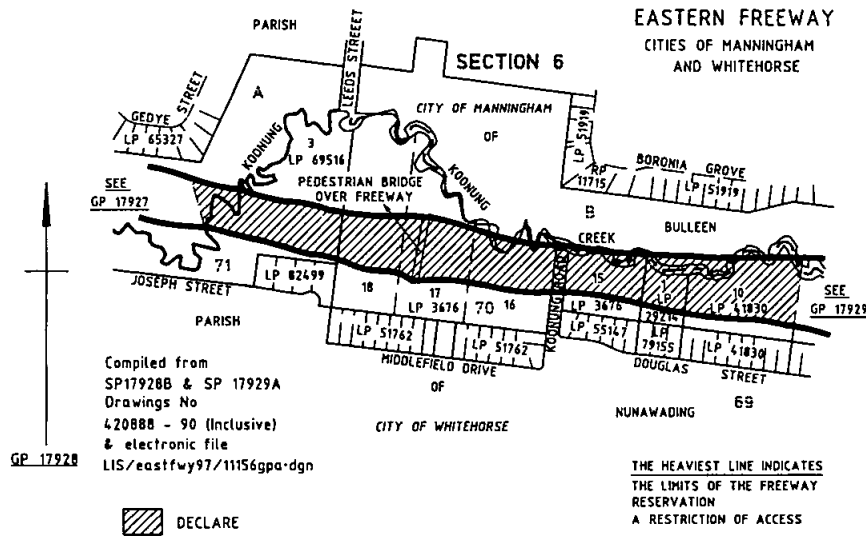 EASTERN FREEWAY
CITIES OF MANNINGHAM
AND WHITEHORSE
PARISH
SECTION 6
LEEDS STREEET
CITY OF MANNINGHAM
OF
A
GEDYE STREET
LP 65327
KOONUNG
3
LP 69516
KOONUNG
LP 51919
RP
11715
BORONIA GROVE
LP 51919
PEDESTRIAN BRIDGE
OVER FREEWAY
SEE
GP 17927
B
BULLEEN
CREEK
71
JOSEPH STREET
LP 82499
18
17
LP 3676
70
16
KOONUNG ROAD
15
LP 3676
1
LP
29214
10
LP 41830
SEE
GP 17929
PARISH
LP 51762
LP 51762
LP 55147
LP
79155
LP 41830
MIDDLEFIELD DRIVE
DOUGLAS STREET
OF
69
NUNAWADING
CITY OF WHITEHORSE
Compiled from
SP17928B & SP 17929A
Drawings No
420888 - 90 (Inclusive)
& electronic file
LIS/eastfwy97/11156gpa·dgn
GP 17928
THE HEAVIEST LINE INDICATES
THE LIMITS OF THE FREEWAY
RESERVATION
A RESTRICTION OF ACCESS
DECLARE